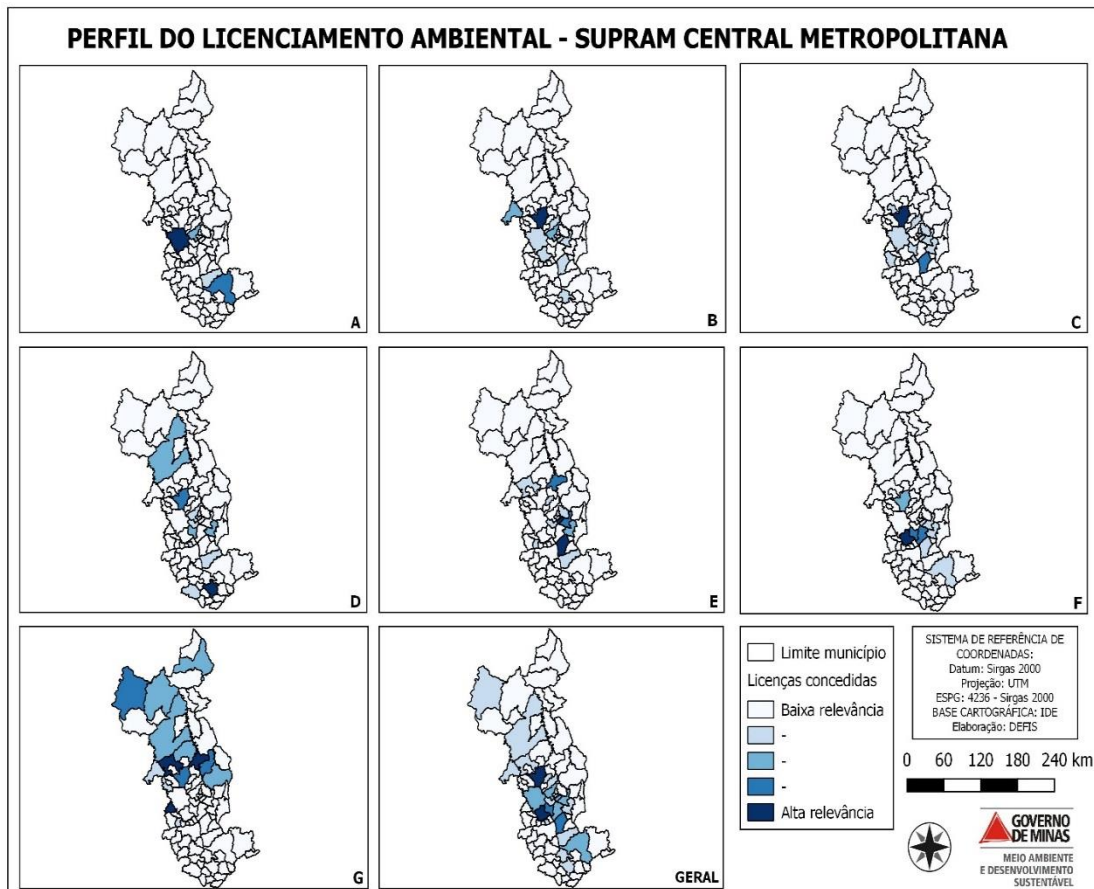 PERFIL DO LICENCIAMENTO AMBIENTAL - SUPRAM CENTRAL METROPOLITANA
A
B
C
D
E
F
G
GERAL
Limite município
Licenças concedidas
Baixa relevância
-
-
-
Alta relevância
SISTEMA DE REFERÊNCIA DE
COORDENADAS:
Datum: Sirgas 2000
Projeção: UTM
ESPG: 4236 - Sirgas 2000
BASE CARTOGRÁFICA: IDE
Elaboração: DEFIS
0 60 120 180 240 km
GOVERNO
DE MINAS
MEIO AMBIENTE
E DESENVOLVIMENTO
SUSTENTÁVEL